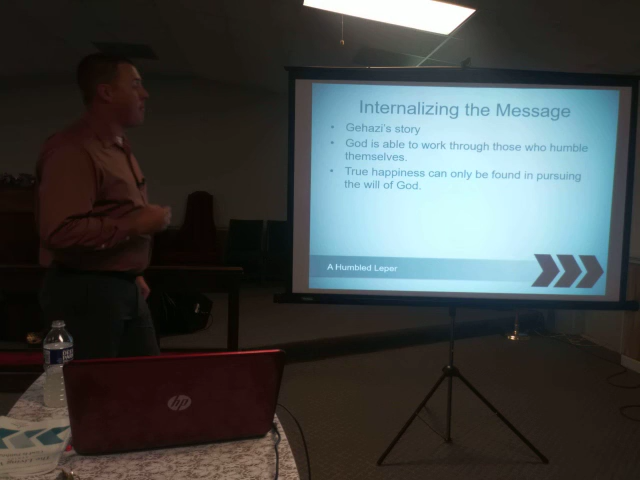 Internalizing the Message
• Gehazi's story
• God is able to work through those who humble
themselves.
• True happiness can only be found in pursuing
the will of God.
A Humbled Leper
hp